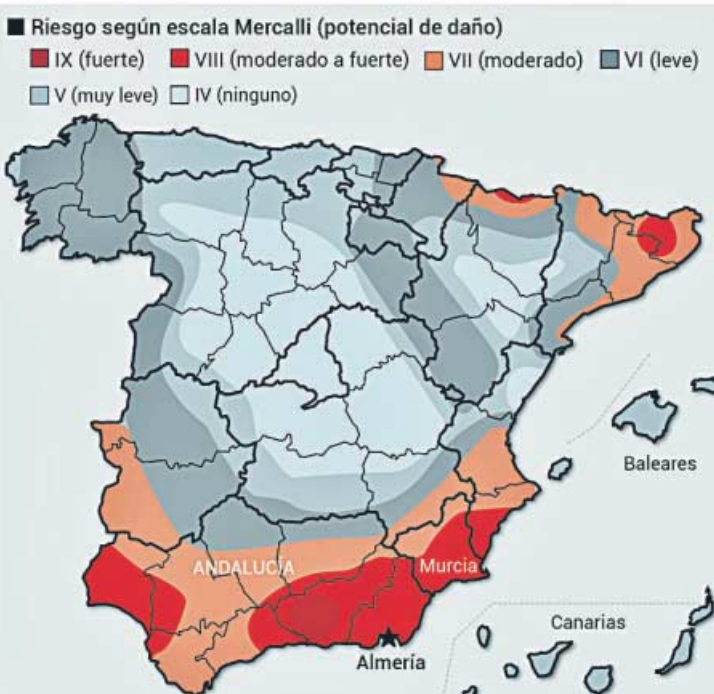 Riesgo según escala Mercalli (potencial de daño)
IX (fuerte) VIII (moderado a fuerte) VII (moderado) VI (leve)
V (muy leve) IV (ninguno)
Baleares
ANDALUCÍA
Murcia
Canarias
Almería